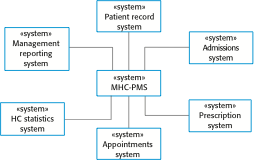 «system»
Patient record
system
«system»
Management
reporting
system
«system»
Admissions
system
«system»
MHC-PMS
«system»
HC statistics
system
«system»
Prescription
system
«system»
Appointments
system